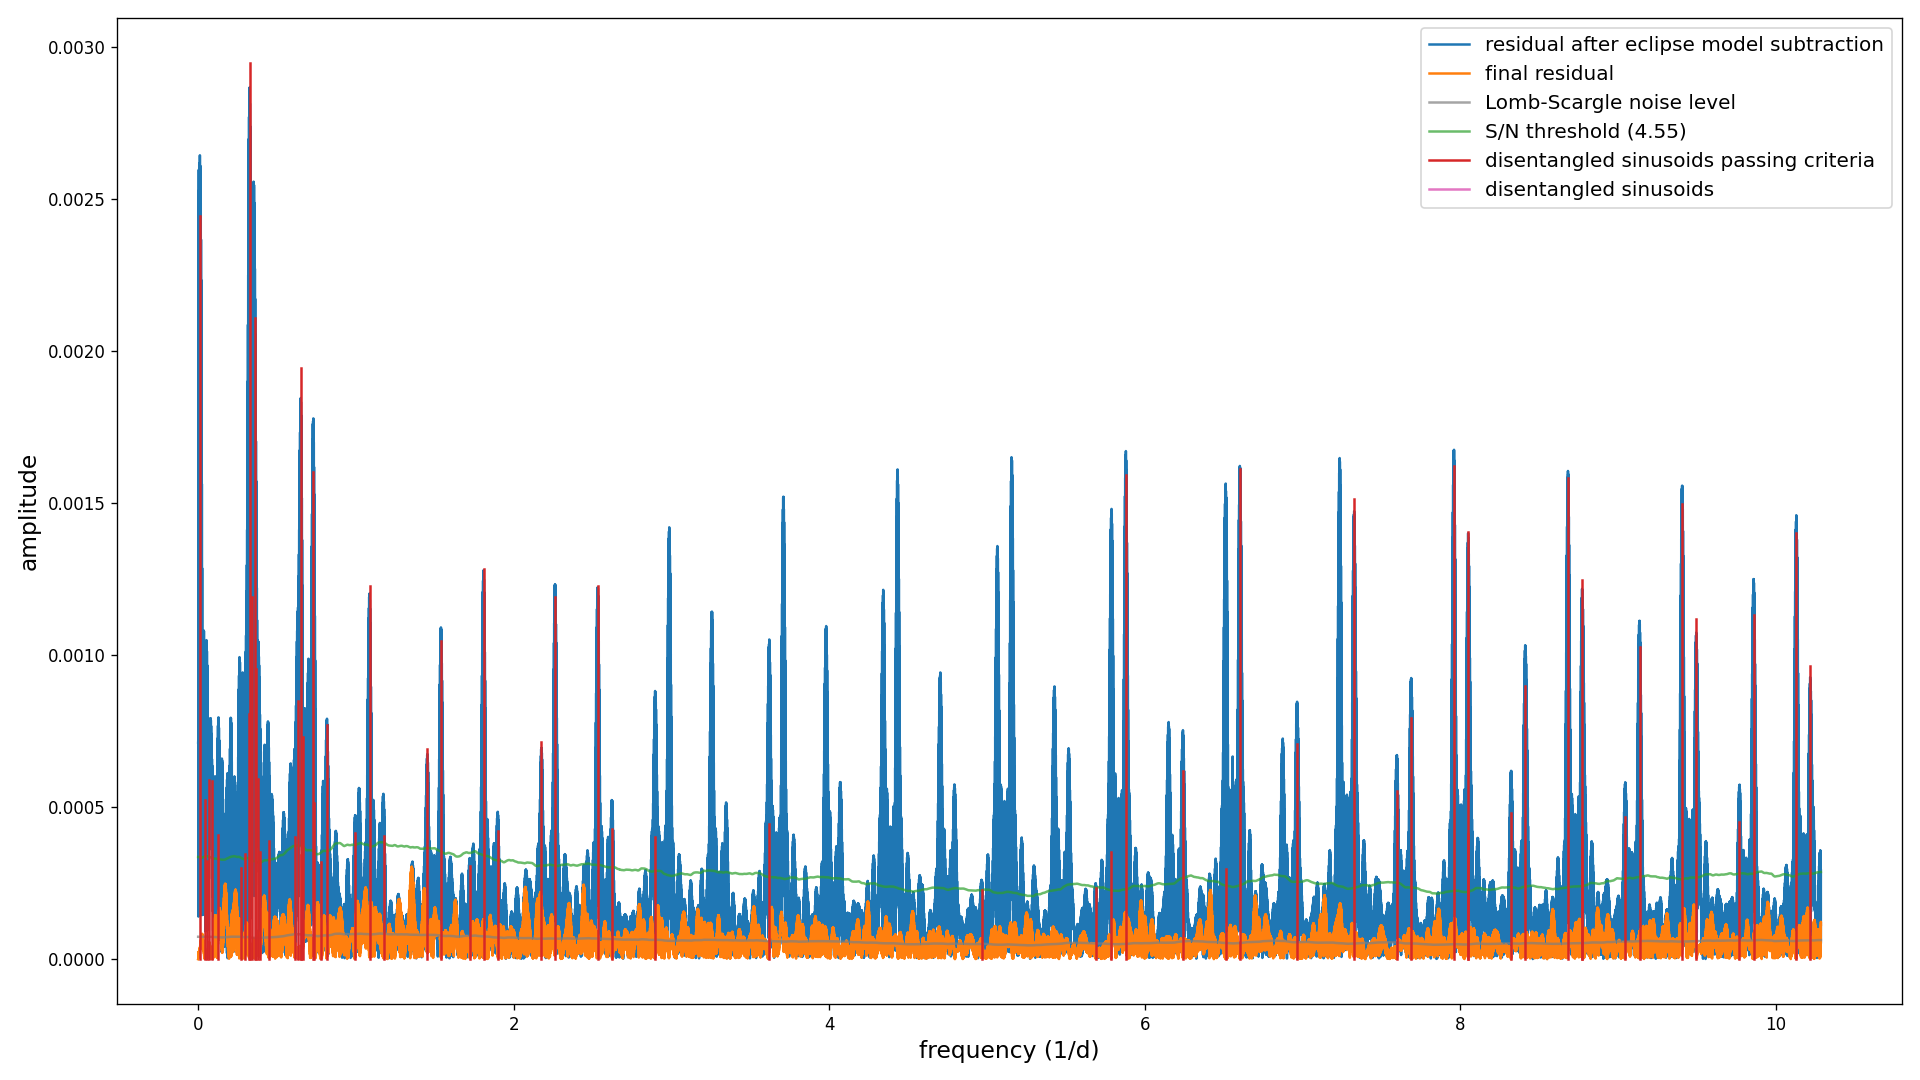 residual after eclipse model subtraction
final residual
Lomb-Scargle noise level
S/N threshold (4.55)
disentangled sinusoids passing criteria
disentangled sinusoids
0.0030
0.0025
0.0020
0.0015
0.0010
0.0005
0.0000
amplitude
0 2 4 6 8 10
frequency (1/d)